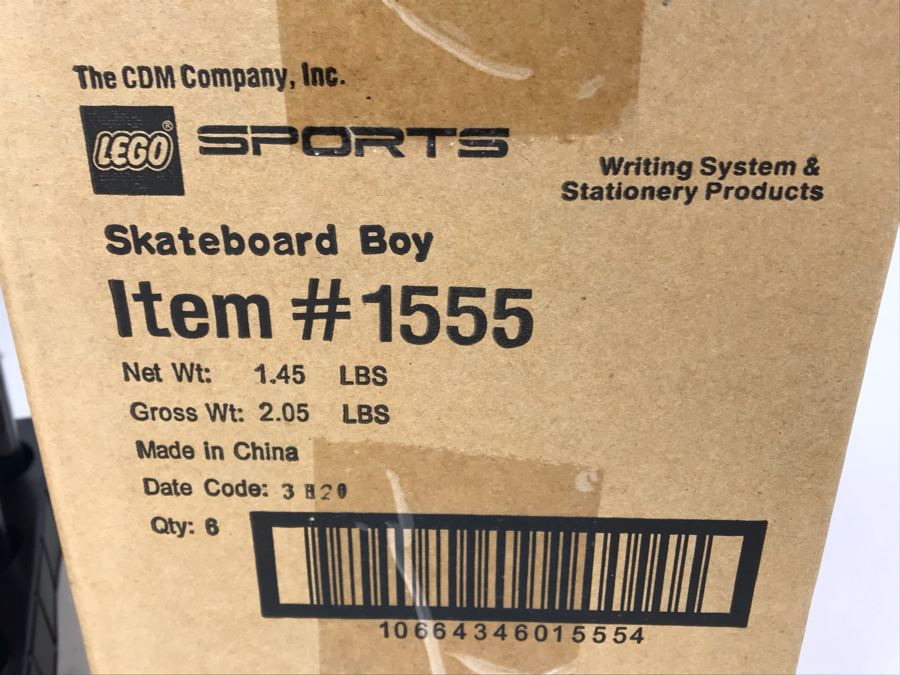 The CDM Company, Inc.
LEGO® SPORTS
Writing System &
Stationery Products
Skateboard Boy
Item #1555
Net Wt: 1.45 LBS
Gross Wt: 2.05 LBS
Made in China
Date Code: 3 H20
Qty: 6
10664346015554